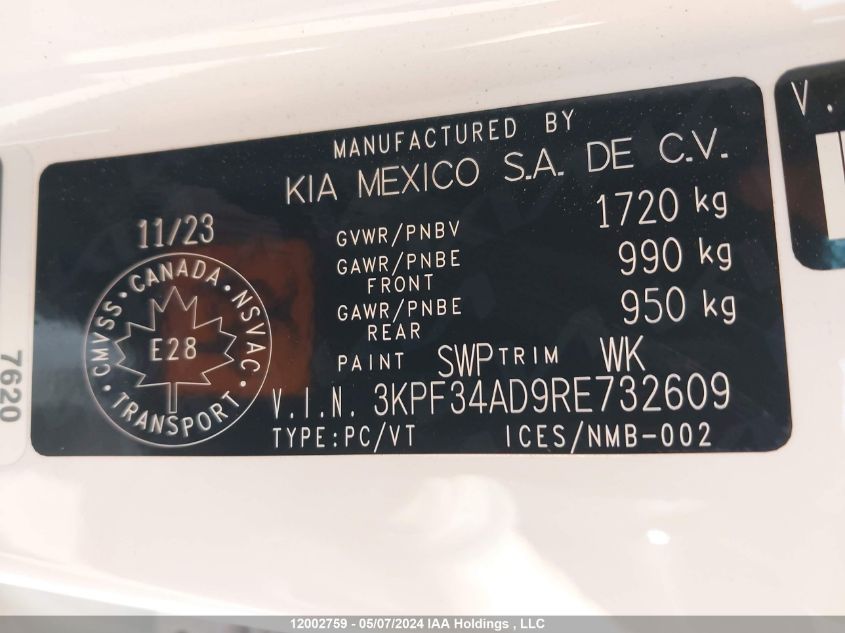 MANUFACTURED BY
KIA MEXICO S.A. DE C.V.
11/23
GVWR/PNBV 1720 kg
GAWR/PNBE FRONT 990 kg
GAWR/PNBE REAR 950 kg
CMVSS • CANADA • NSVAC • TRANSPORT •
E28
PAINT SWP TRIM WK
V.I.N. 3KPF34AD9RE732609
TYPE:PC/VT ICES/NMB-002
7620
V.
12002759 - 05/07/2024 IAA Holdings , LLC